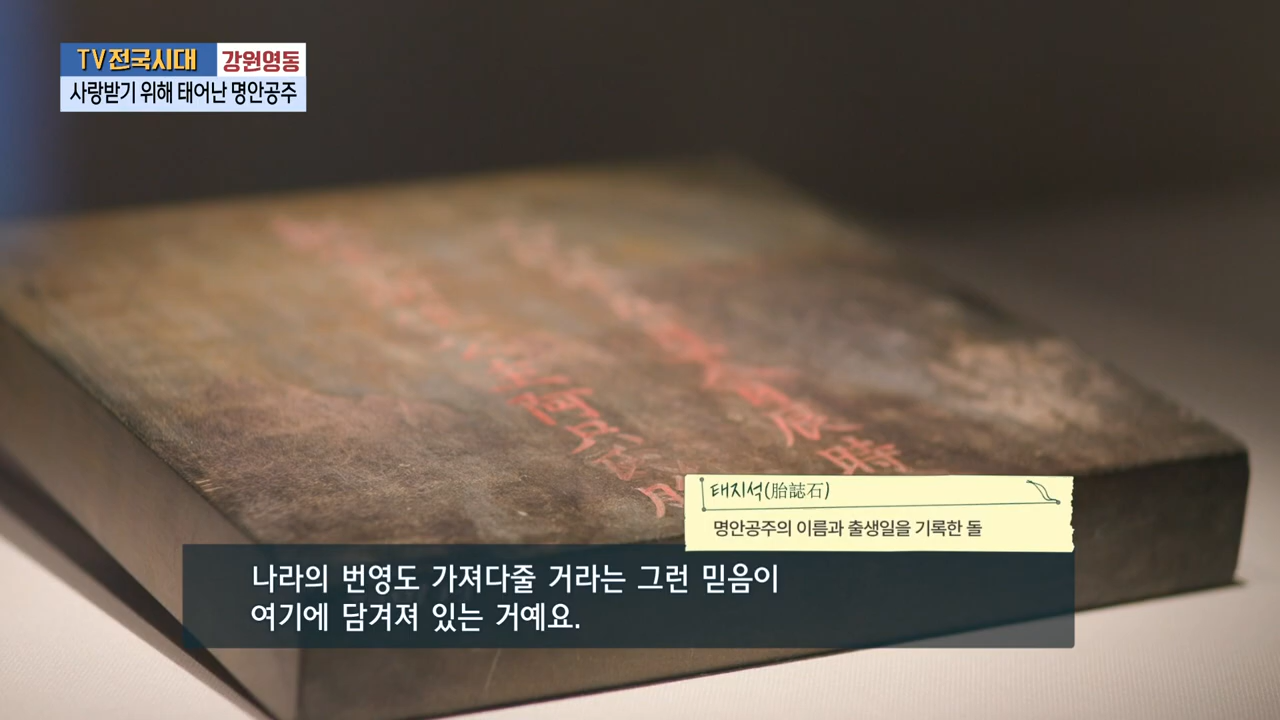 TV전국시대 강원영동
사랑받기 위해 태어난 명안공주
時
태지석(胎誌石)
명안공주의 이름과 출생일을 기록한 돌
나라의 번영도 가져다줄 거라는 그런 믿음이
여기에 담겨져 있는 거예요.